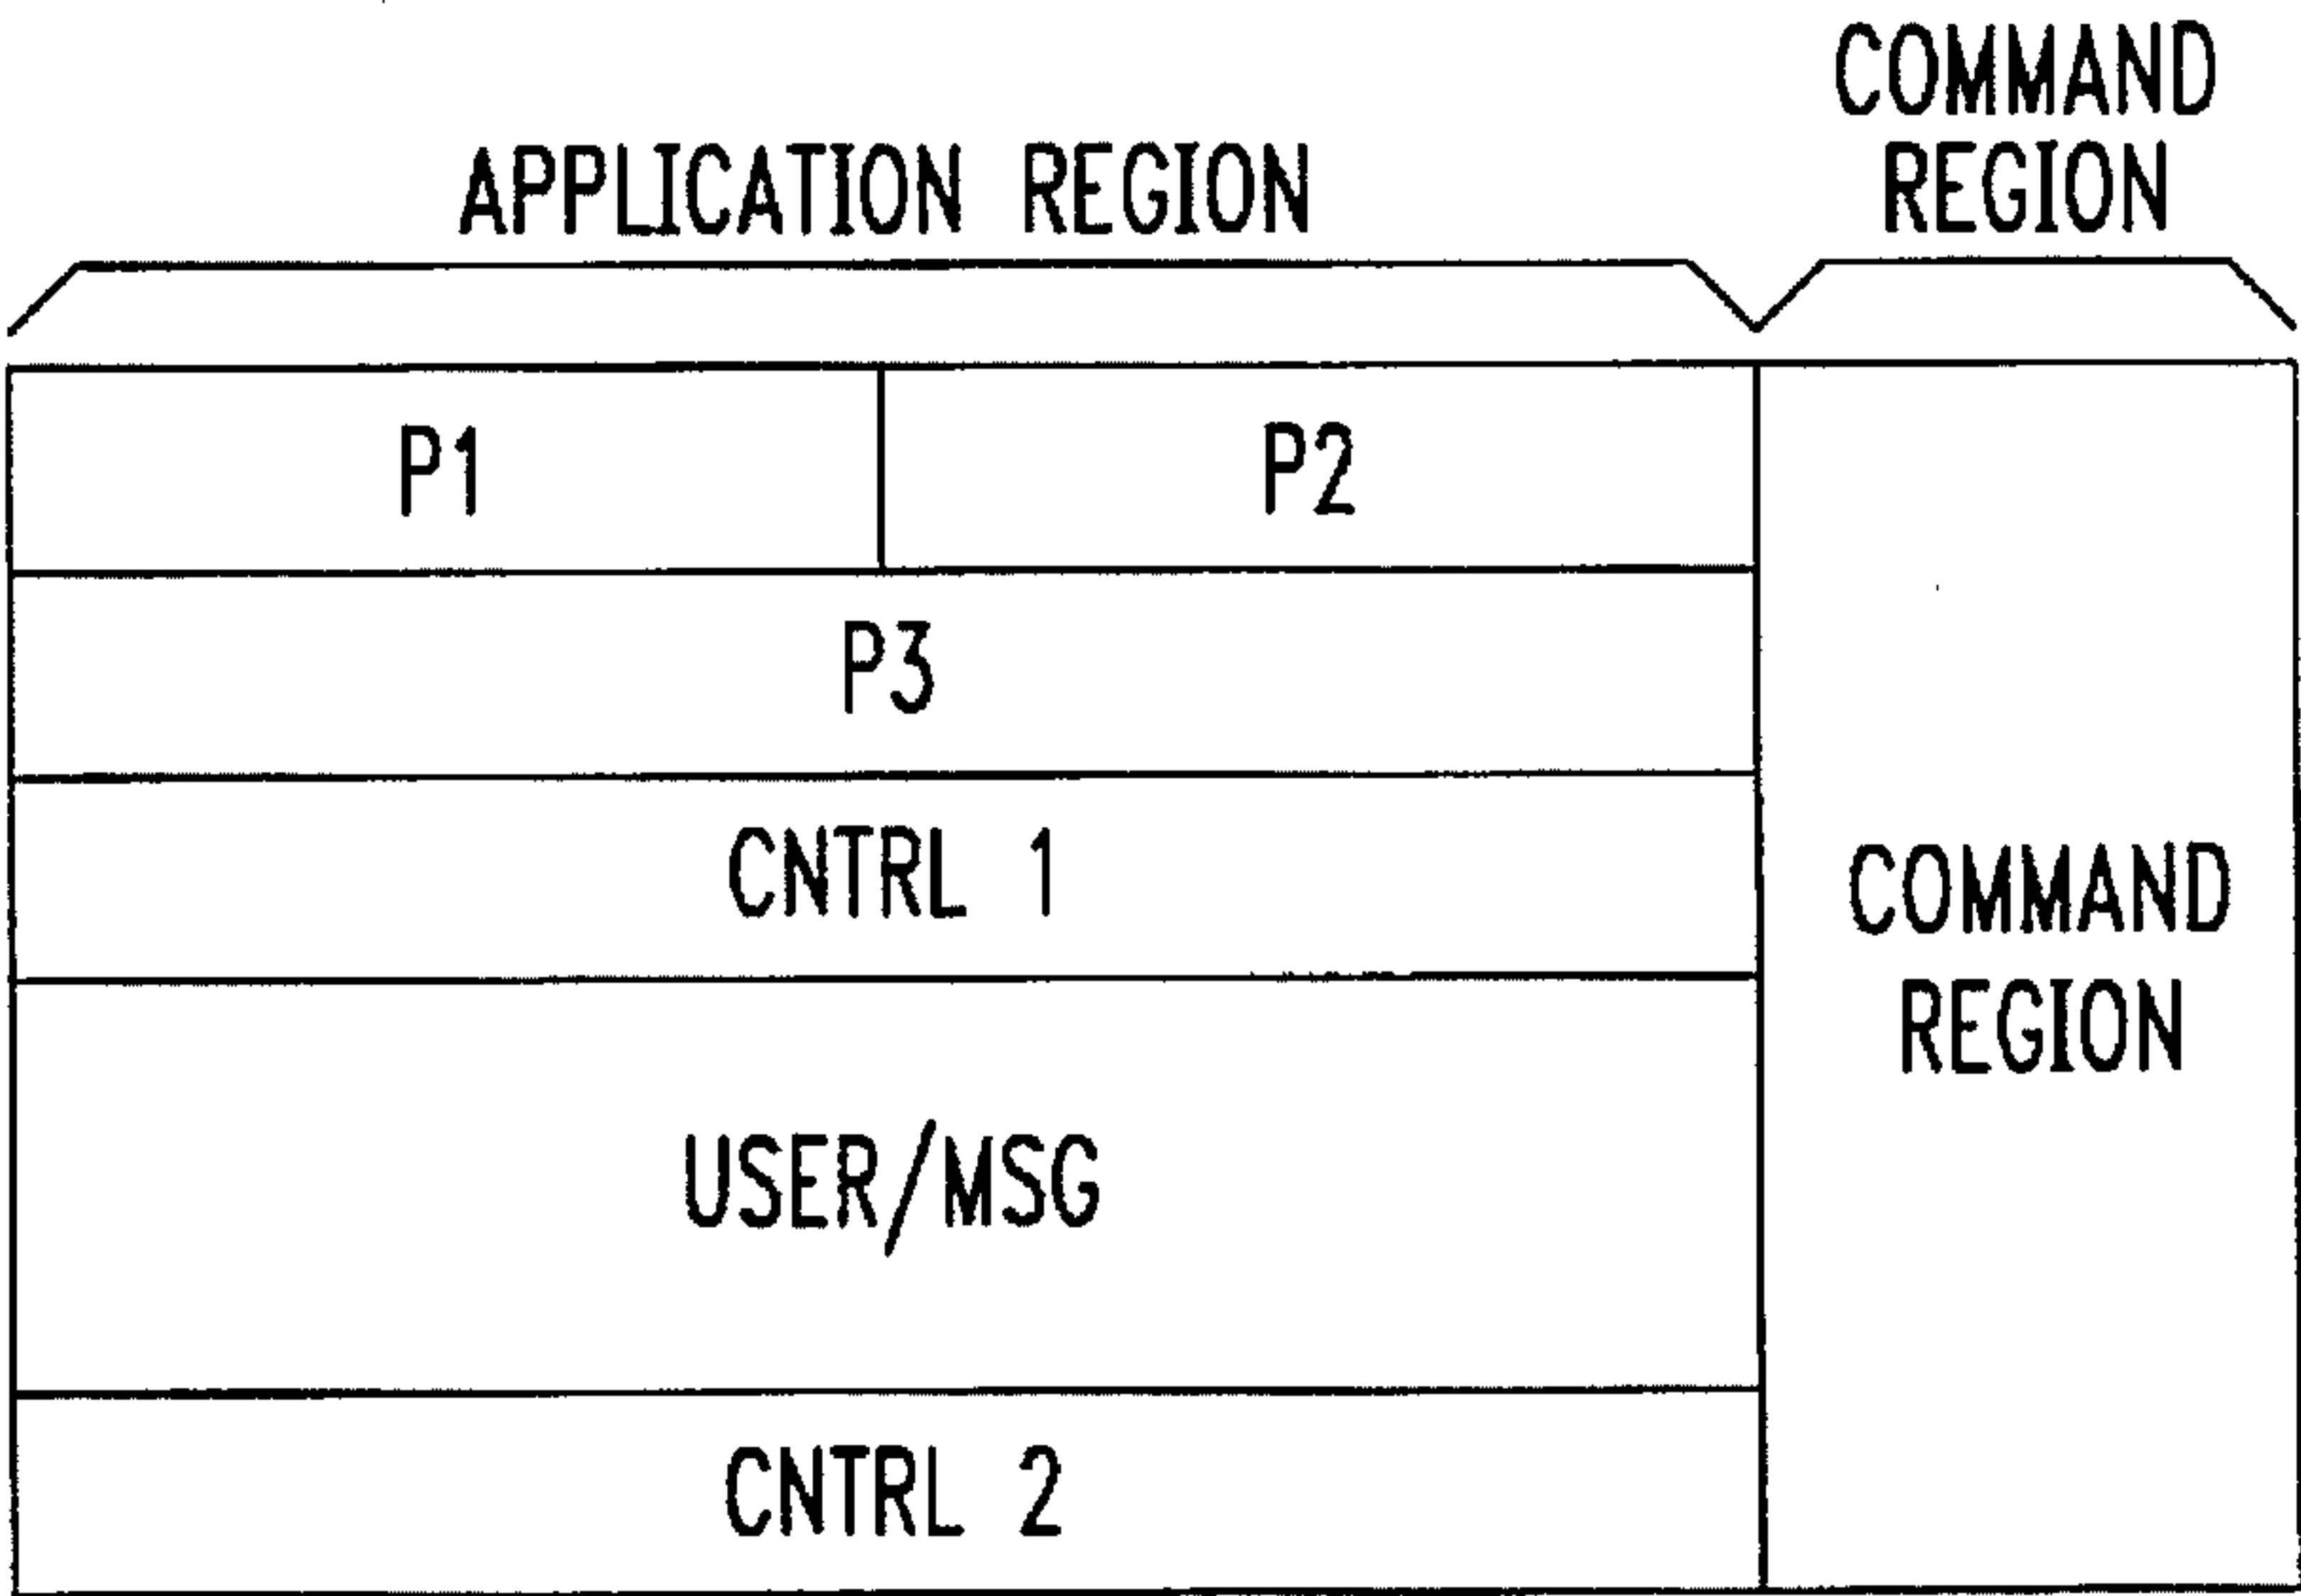 COMMAND
APPLICATION REGION REGION
P1 P2
P3
CNTRL 1
COMMAND
REGION
USER/MSG
CNTRL 2